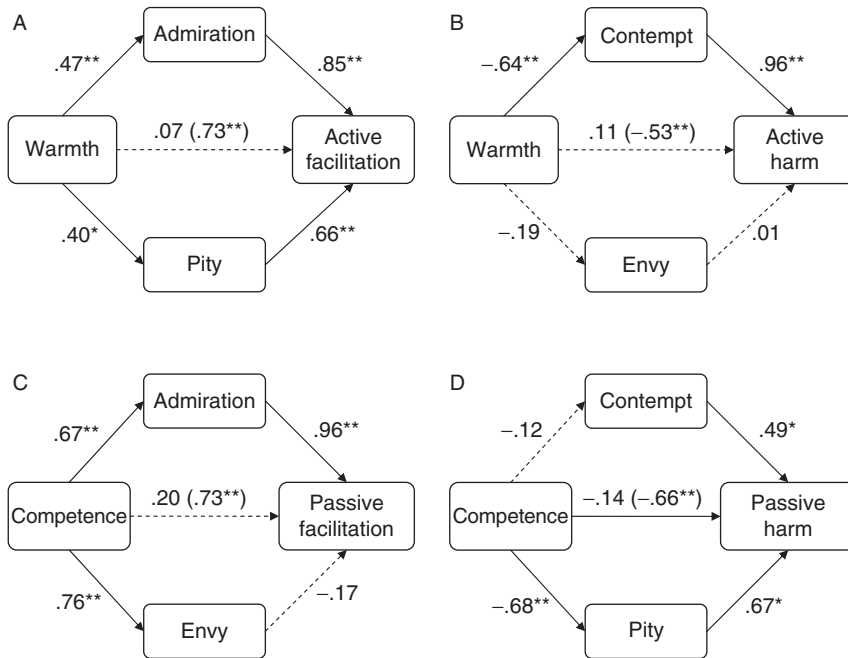 A
Admiration
.47**
.85**
Warmth
.07 (.73**)
Active
facilitation
.40*
.66**
Pity
B
Contempt
−.64**
.96**
Warmth
.11 (−.53**)
Active
harm
−.19
.01
Envy
C
Admiration
.67**
.96**
Competence
.20 (.73**)
Passive
facilitation
.76**
−.17
Envy
D
Contempt
−.12
.49*
Competence
−.14 (−.66**)
Passive
harm
−.68**
.67*
Pity